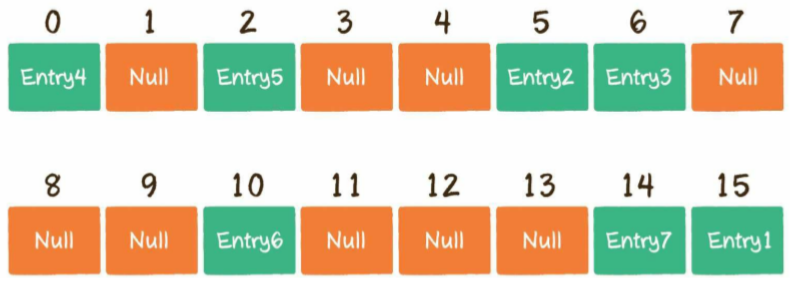 0 1 2 3 4 5 6 7
Entry4 Null Entry5 Null Null Entry2 Entry3 Null
8 9 10 11 12 13 14 15
Null Null Entry6 Null Null Null Entry7 Entry1